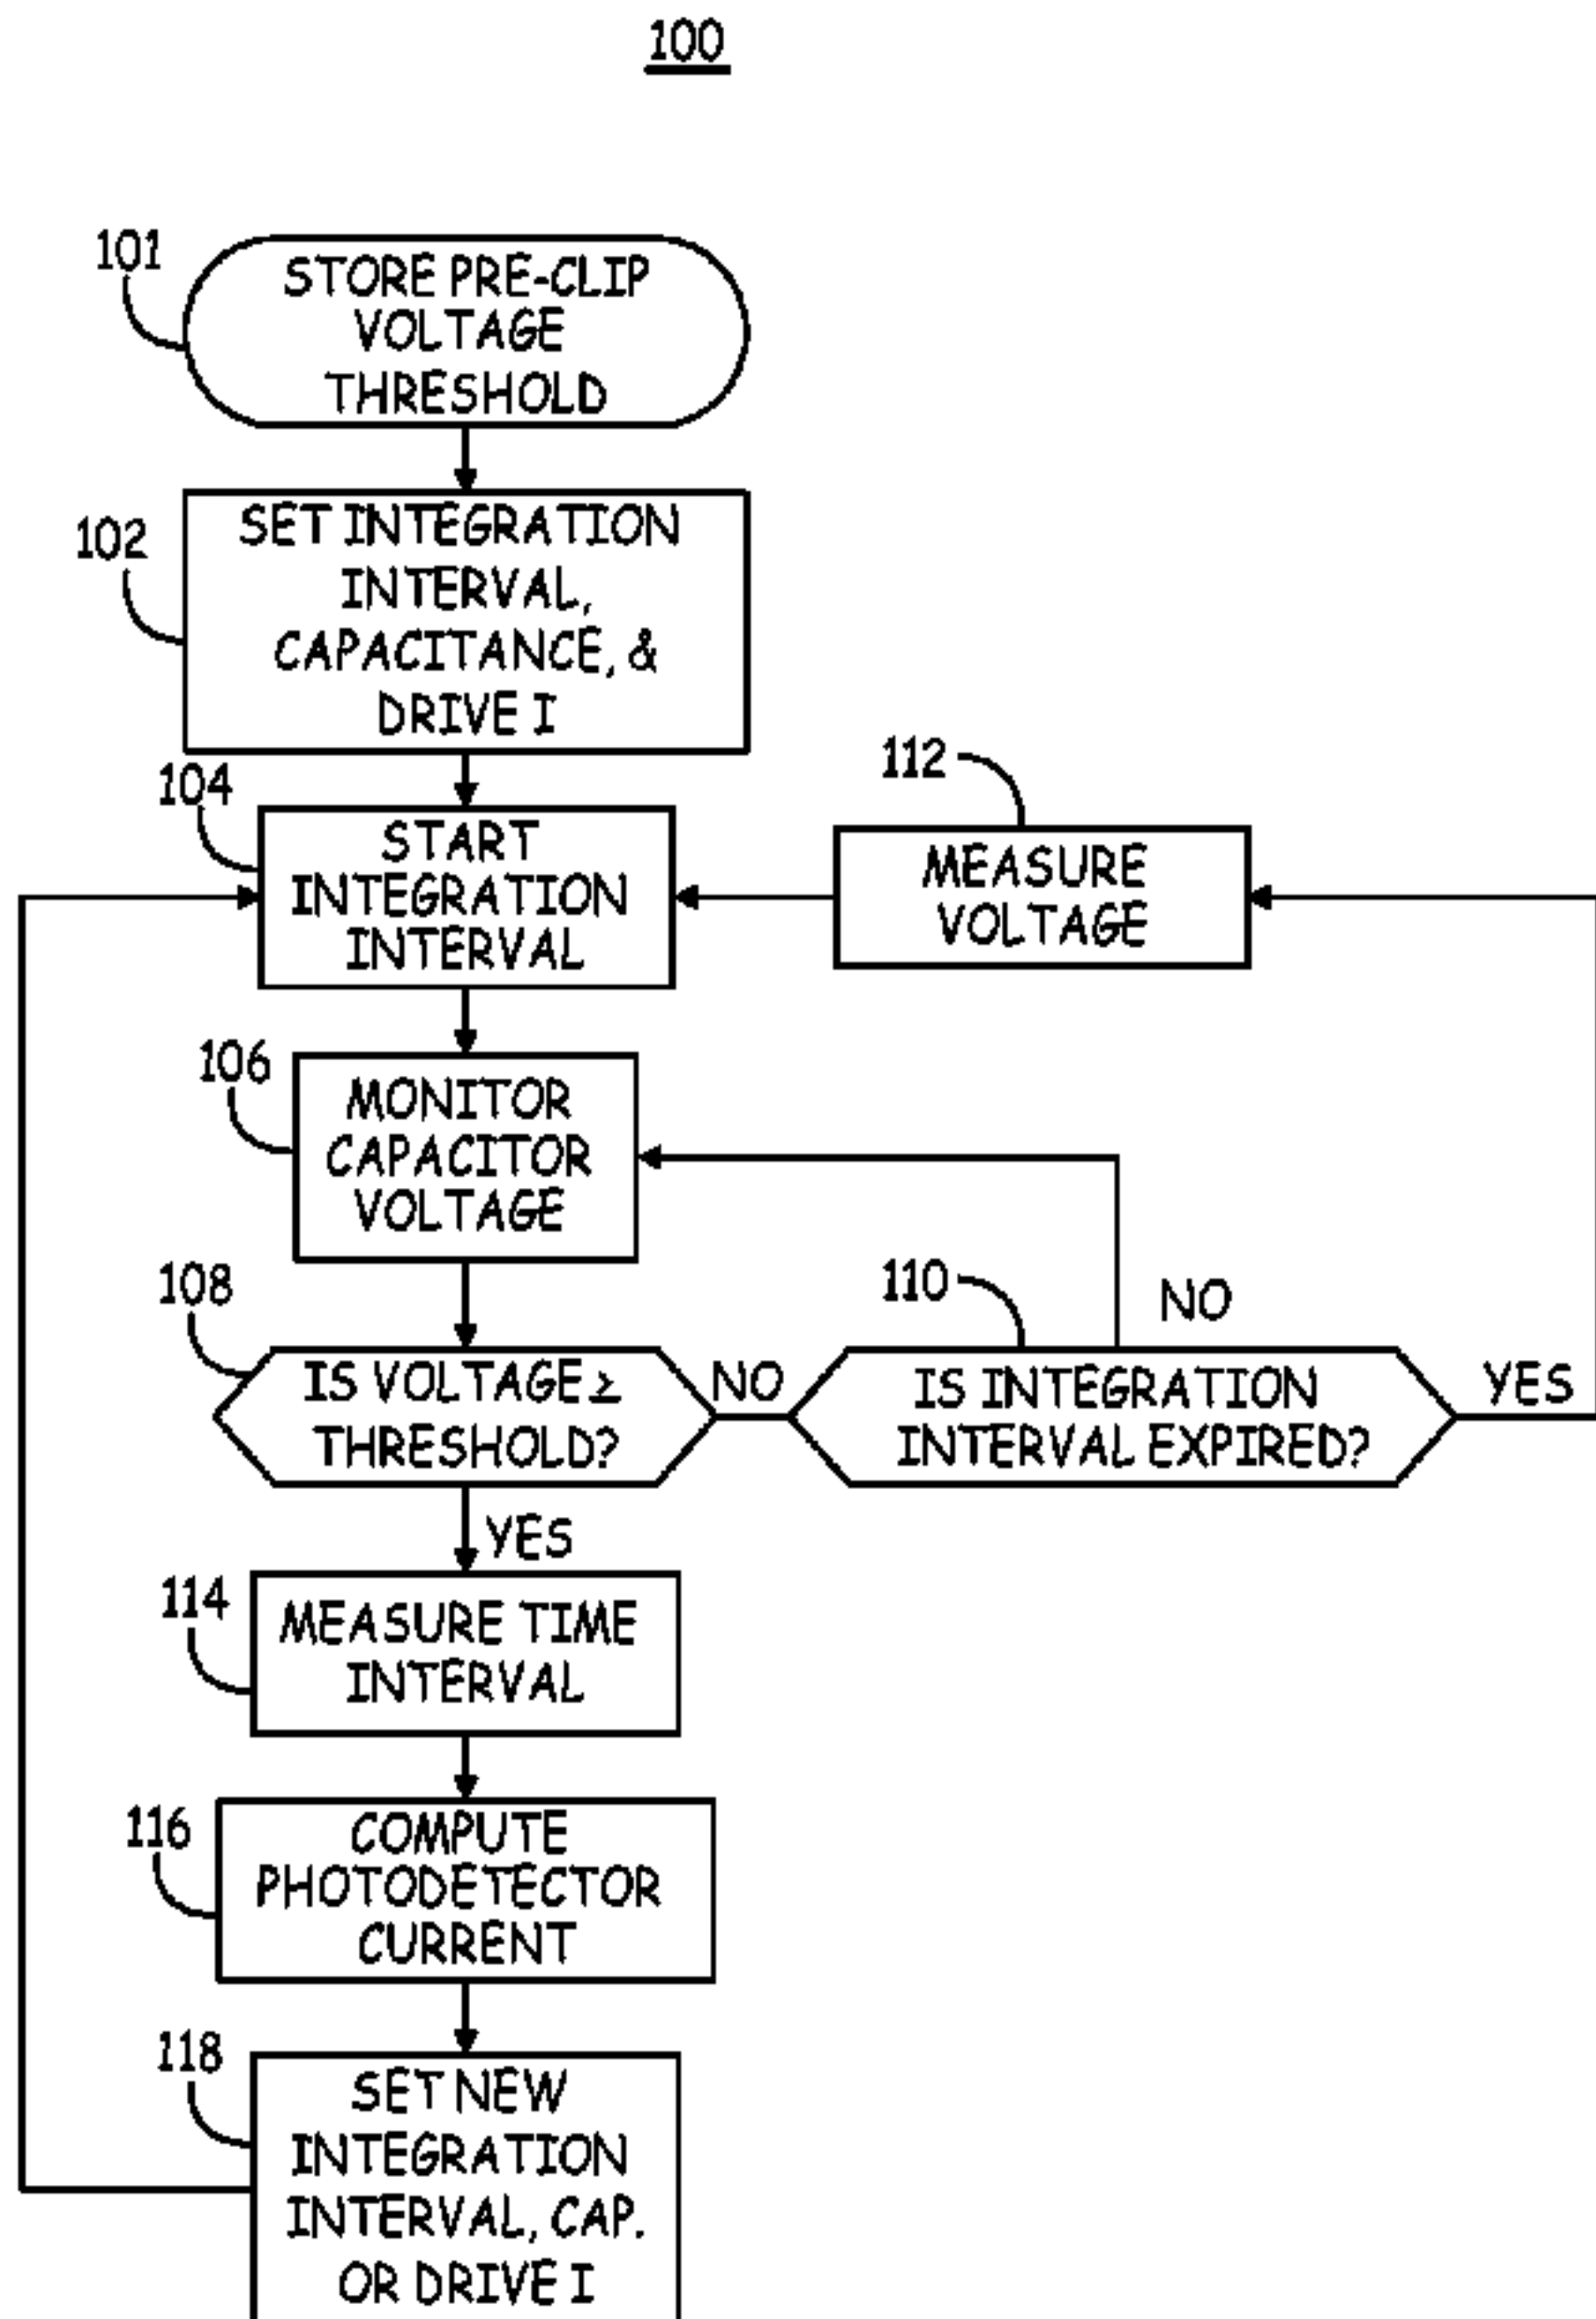 100
101
STORE PRE-CLIP
VOLTAGE
THRESHOLD
102
SET INTEGRATION
INTERVAL,
CAPACITANCE, &
DRIVE I
104
START
INTEGRATION
INTERVAL
112
MEASURE
VOLTAGE
106
MONITOR
CAPACITOR
VOLTAGE
108
IS VOLTAGE ≥
THRESHOLD?
NO
110
IS INTEGRATION
INTERVAL EXPIRED?
NO
YES
YES
114
MEASURE TIME
INTERVAL
116
COMPUTE
PHOTODETECTOR
CURRENT
118
SET NEW
INTEGRATION
INTERVAL, CAP.
OR DRIVE I